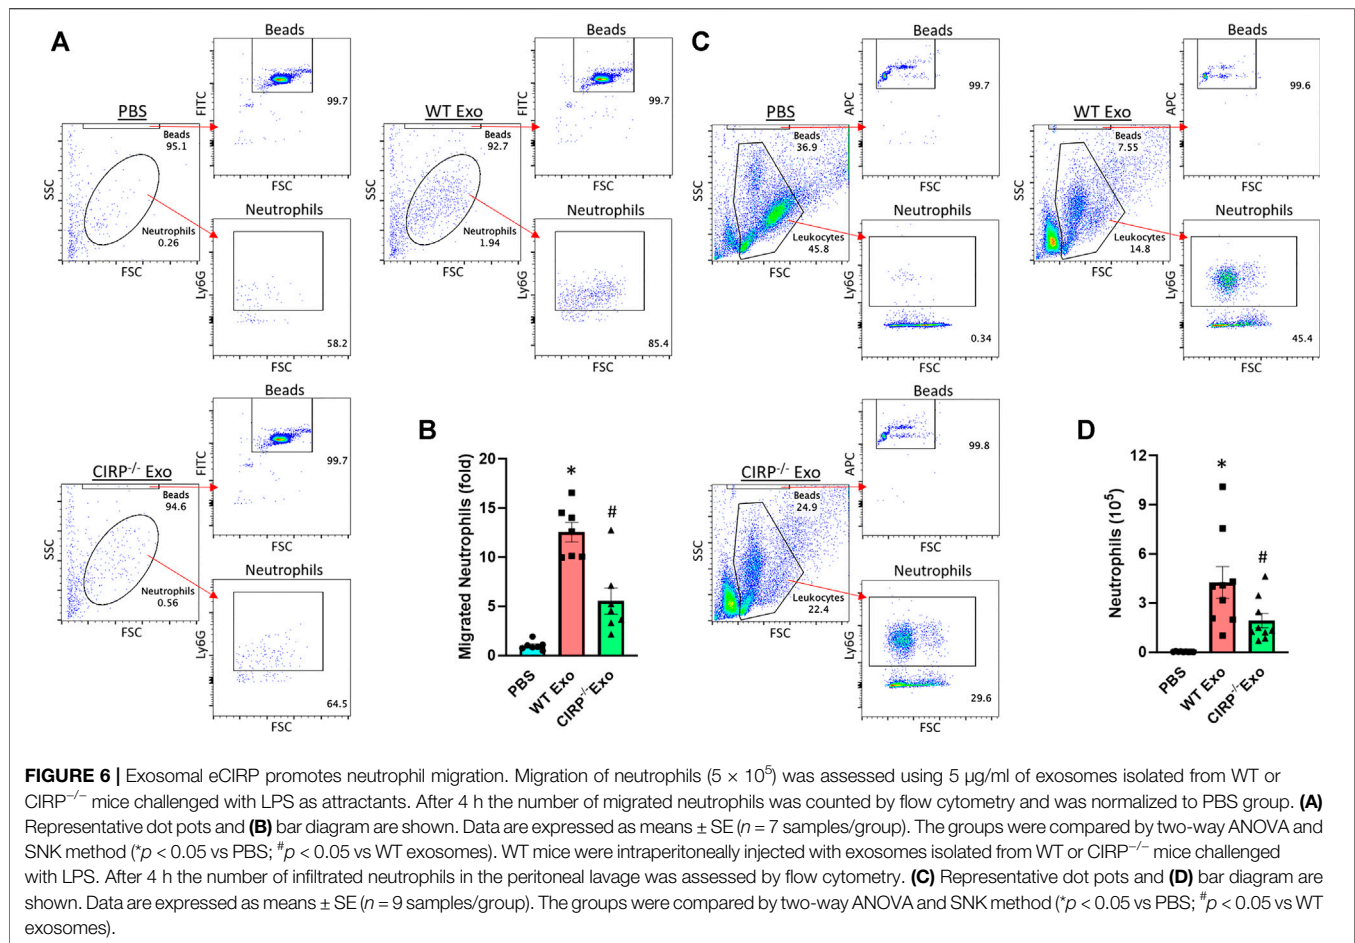 A
Beads
FITC
99.7
FSC
PBS
Beads
95.1
SSC
Neutrophils
0.26
FSC
Neutrophils
Ly6G
58.2
FSC
Beads
FITC
99.7
FSC
WT Exo
Beads
92.7
SSC
Neutrophils
1.94
FSC
Neutrophils
Ly6G
85.4
FSC
Beads
FITC
99.7
FSC
CIRP⁻/⁻ Exo
Beads
94.6
SSC
Neutrophils
0.56
FSC
Neutrophils
Ly6G
64.5
FSC
B
Migrated Neutrophils (fold)
20
15
10
5
0
*
#
PBS
WT Exo
CIRP⁻/⁻Exo
C
Beads
APC
99.7
FSC
PBS
Beads
36.9
SSC
Leukocytes
45.8
FSC
Neutrophils
Ly6G
0.34
FSC
Beads
APC
99.6
FSC
WT Exo
Beads
7.55
SSC
Leukocytes
14.8
FSC
Neutrophils
Ly6G
45.4
FSC
Beads
APC
99.8
FSC
CIRP⁻/⁻ Exo
Beads
24.9
SSC
Leukocytes
22.4
FSC
Neutrophils
Ly6G
29.6
FSC
D
Neutrophils (10⁵)
12
9
6
3
0
*
#
PBS
WT Exo
CIRP⁻/⁻Exo
FIGURE 6 | Exosomal eCIRP promotes neutrophil migration. Migration of neutrophils (5 × 10⁵) was assessed using 5 µg/ml of exosomes isolated from WT or
CIRP⁻/⁻ mice challenged with LPS as attractants. After 4 h the number of migrated neutrophils was counted by flow cytometry and was normalized to PBS group. (A)
Representative dot pots and (B) bar diagram are shown. Data are expressed as means ± SE (n = 7 samples/group). The groups were compared by two-way ANOVA and
SNK method (*p < 0.05 vs PBS; #p < 0.05 vs WT exosomes). WT mice were intraperitoneally injected with exosomes isolated from WT or CIRP⁻/⁻ mice challenged
with LPS. After 4 h the number of infiltrated neutrophils in the peritoneal lavage was assessed by flow cytometry. (C) Representative dot pots and (D) bar diagram are
shown. Data are expressed as means ± SE (n = 9 samples/group). The groups were compared by two-way ANOVA and SNK method (*p < 0.05 vs PBS; #p < 0.05 vs WT
exosomes).